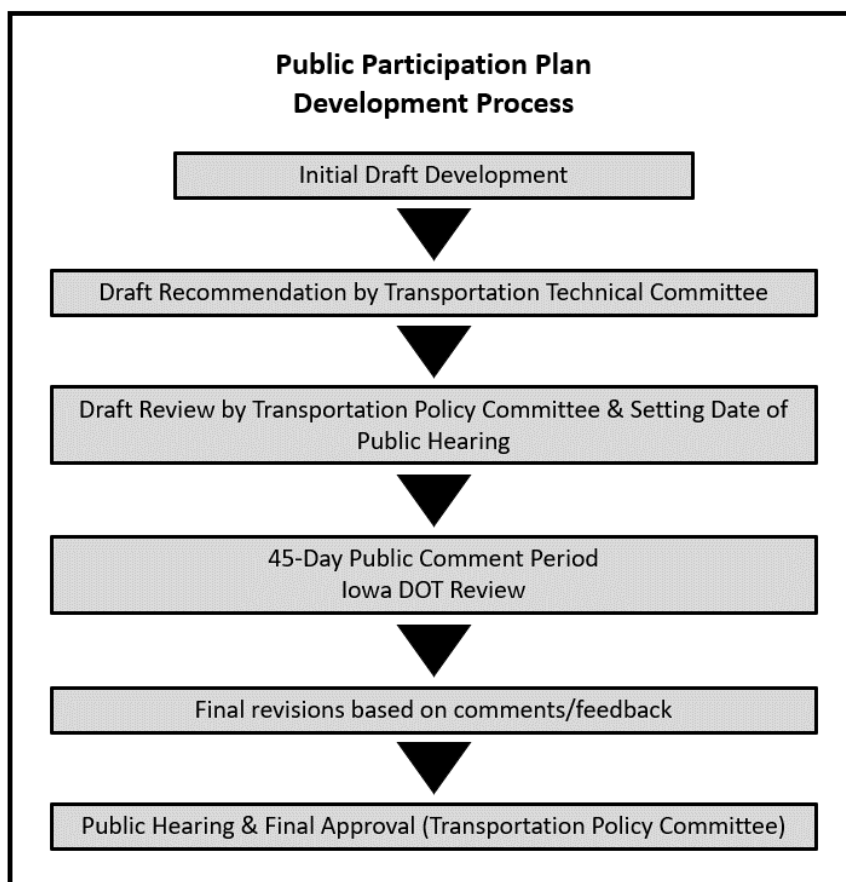 Public Participation Plan
Development Process
Initial Draft Development
Draft Recommendation by Transportation Technical Committee
Draft Review by Transportation Policy Committee & Setting Date of
Public Hearing
45-Day Public Comment Period
Iowa DOT Review
Final revisions based on comments/feedback
Public Hearing & Final Approval (Transportation Policy Committee)